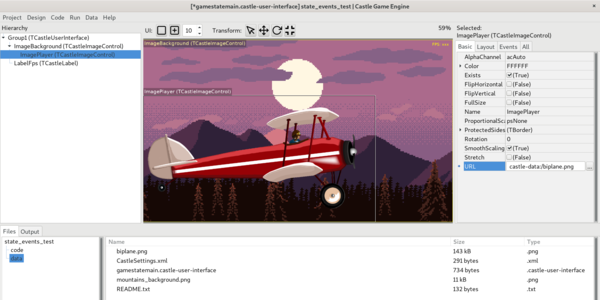 [*gamestatemain.castle-user-interface] state_events_test | Castle Game Engine
Project Design Code Run Data Help
Hierarchy
Group1 (TCastleUserInterface)
ImageBackground (TCastleImageControl)
ImagePlayer (TCastleImageControl)
LabelFps (TCastleLabel)
UI: 10 Transform: 59%
ImageBackground (TCastleImageControl)
ImagePlayer (TCastleImageControl)
Selected:
ImagePlayer (TCastleImageControl)
Basic Layout Events All
AlphaChannel acAuto
Color FFFFFF
Exists (True)
FlipHorizontal (False)
FlipVertical (False)
FullSize (False)
Name ImagePlayer
ProportionalSca psNone
ProtectedSides (TBorder)
Rotation 0
SmoothScaling (True)
Stretch (False)
URL castle-data:/biplane.png ...
Files Output
state_events_test
code
data
Name Size Type
biplane.png 143 kB .png
CastleSettings.xml 291 bytes .xml
gamestatemain.castle-user-interface 734 bytes .castle-user-interface
mountains_background.png 11 kB .png
README.txt 132 bytes .txt